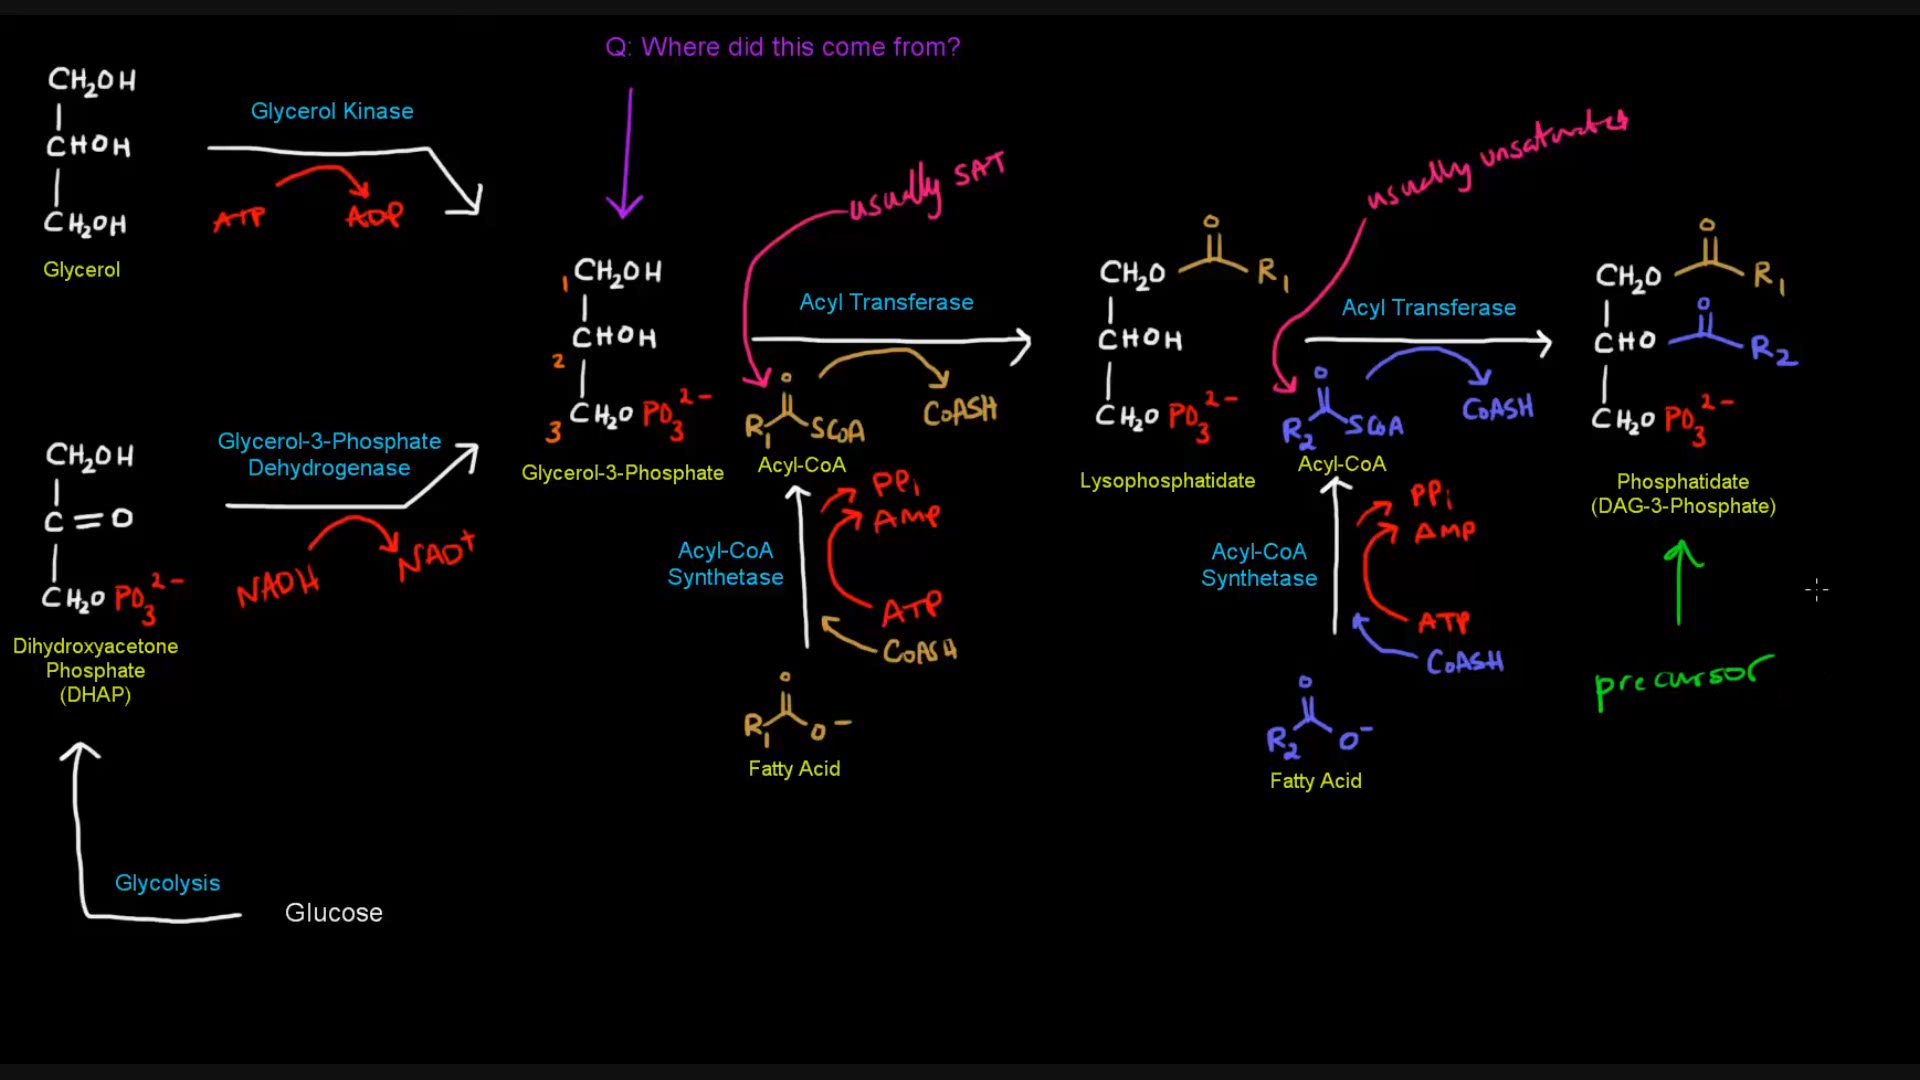 Q: Where did this come from?
CH2OH
CHOH
CH2OH
Glycerol
Glycerol Kinase
ATP
ADP
CH2OH
C=O
CH2O PO3 2-
Dihydroxyacetone
Phosphate
(DHAP)
Glycerol-3-Phosphate
Dehydrogenase
NADH
NAD+
Glycolysis
Glucose
1 CH2OH
2 CHOH
3 CH2O PO3 2-
Glycerol-3-Phosphate
usually SAT
Acyl Transferase
O
R1 SCoA
CoASH
Acyl-CoA
PPi
AMP
Acyl-CoA
Synthetase
ATP
CoASH
O
R1 O-
Fatty Acid
O
CH2O R1
CHOH
CH2O PO3 2-
Lysophosphatidate
usually unsaturated
Acyl Transferase
O
R2 SCoA
CoASH
Acyl-CoA
PPi
AMP
Acyl-CoA
Synthetase
ATP
CoASH
O
R2 O-
Fatty Acid
O
CH2O R1
O
CHO R2
CH2O PO3 2-
Phosphatidate
(DAG-3-Phosphate)
precursor